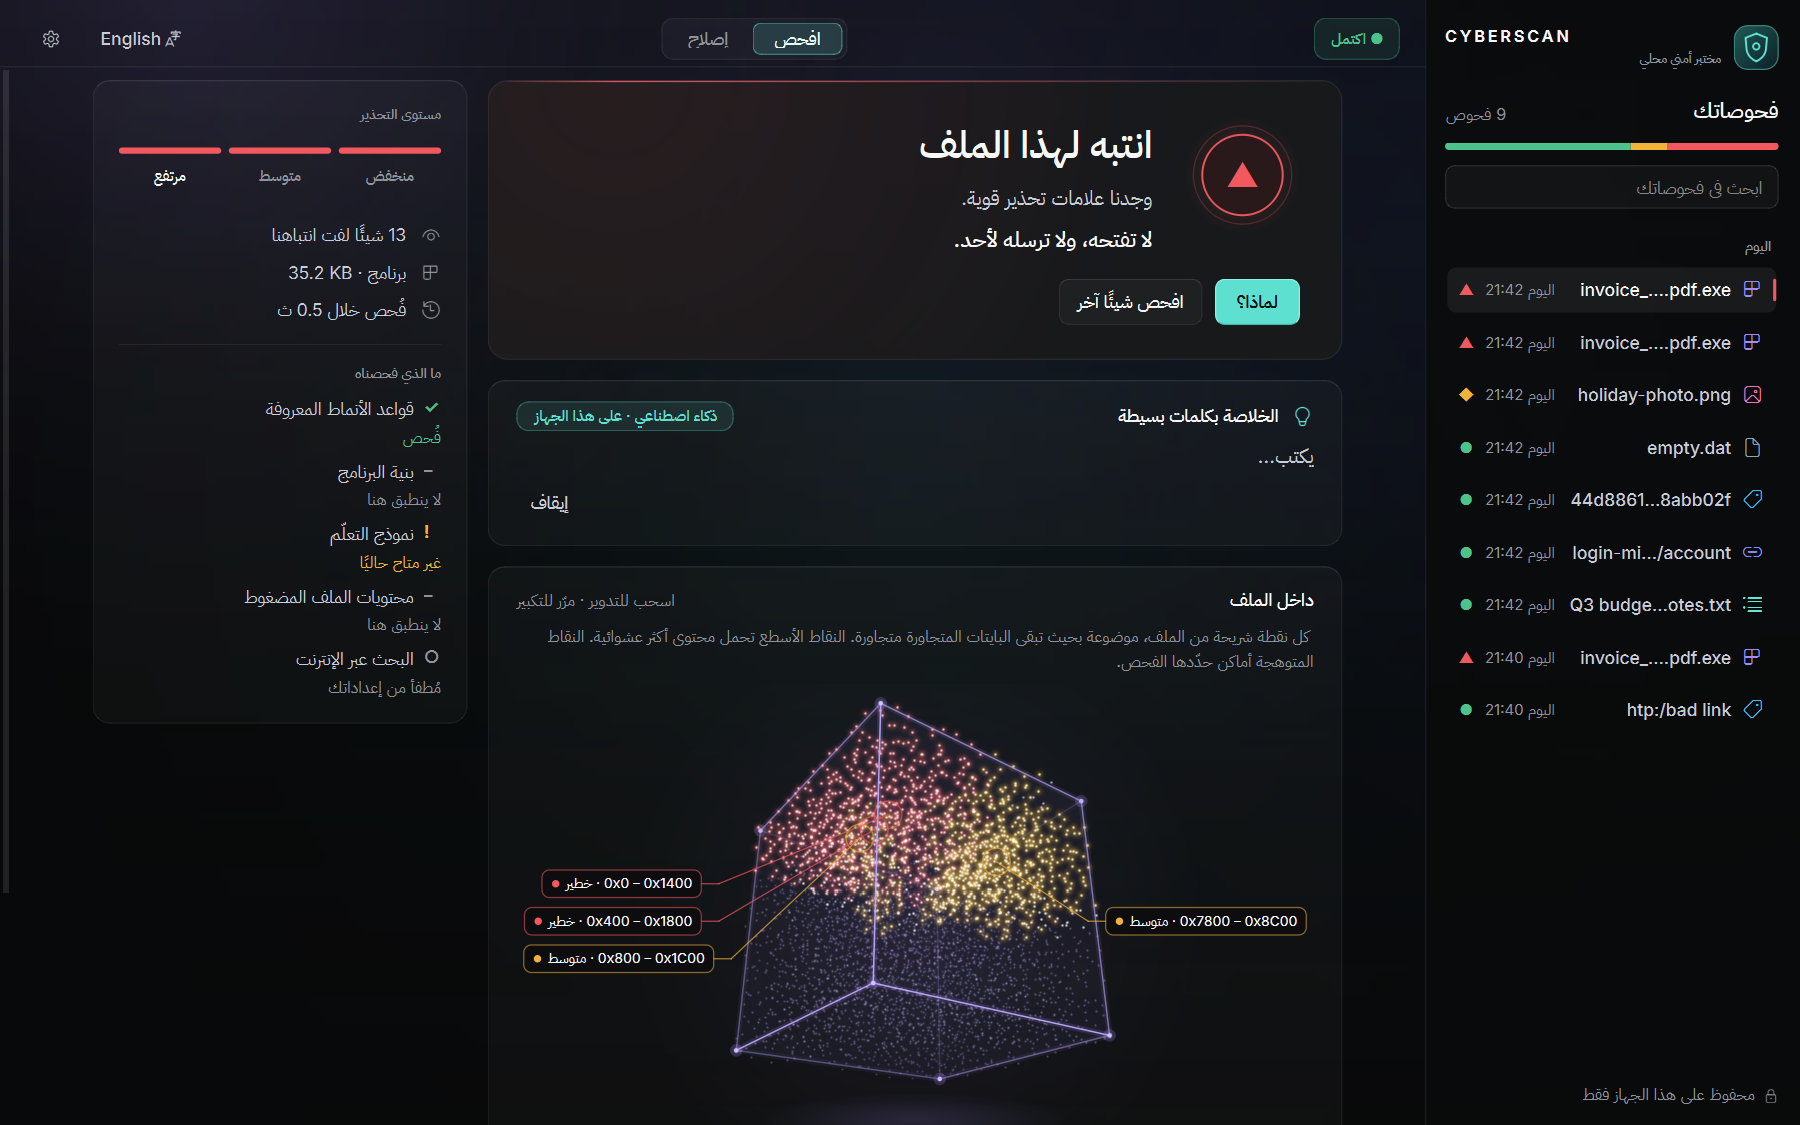 CYBERSCAN
مختبر أمني محلي
فحوصاتك
9 فحوص
ابحث في فحوصاتك
اليوم
invoice_....pdf.exe اليوم 21:42
invoice_....pdf.exe اليوم 21:42
holiday-photo.png اليوم 21:42
empty.dat اليوم 21:42
44d8861...8abb02f اليوم 21:42
login-mi.../account اليوم 21:42
Q3 budge...otes.txt اليوم 21:42
invoice_....pdf.exe اليوم 21:40
htp:/bad link اليوم 21:40
محفوظ على هذا الجهاز فقط
اكتمل
افحص
إصلاح
English
انتبه لهذا الملف
وجدنا علامات تحذير قوية.
لا تفتحه، ولا ترسله لأحد.
لماذا؟
افحص شيئًا آخر
الخلاصة بكلمات بسيطة
ذكاء اصطناعي · على هذا الجهاز
يكتب...
إيقاف
داخل الملف
اسحب للتدوير · مرّر للتكبير
كل نقطة شريحة من الملف، موضوعة بحيث تبقى البايتات المتجاورة متجاورة. النقاط الأسطع تحمل محتوى أكثر عشوائية. النقاط
المتوهجة أماكن حدّدها الفحص.
خطير · 0x0 – 0x1400
خطير · 0x400 – 0x1800
متوسط · 0x800 – 0x1C00
متوسط · 0x7800 – 0x8C00
مستوى التحذير
منخفض
متوسط
مرتفع
13 شيئًا لفت انتباهنا
برنامج · 35.2 KB
فُحص خلال 0.5 ث
ما الذي فحصناه
قواعد الأنماط المعروفة
فُحص
بنية البرنامج
لا ينطبق هنا
نموذج التعلّم
غير متاح حاليًا
محتويات الملف المضغوط
لا ينطبق هنا
البحث عبر الإنترنت
مُطفأ من إعداداتك